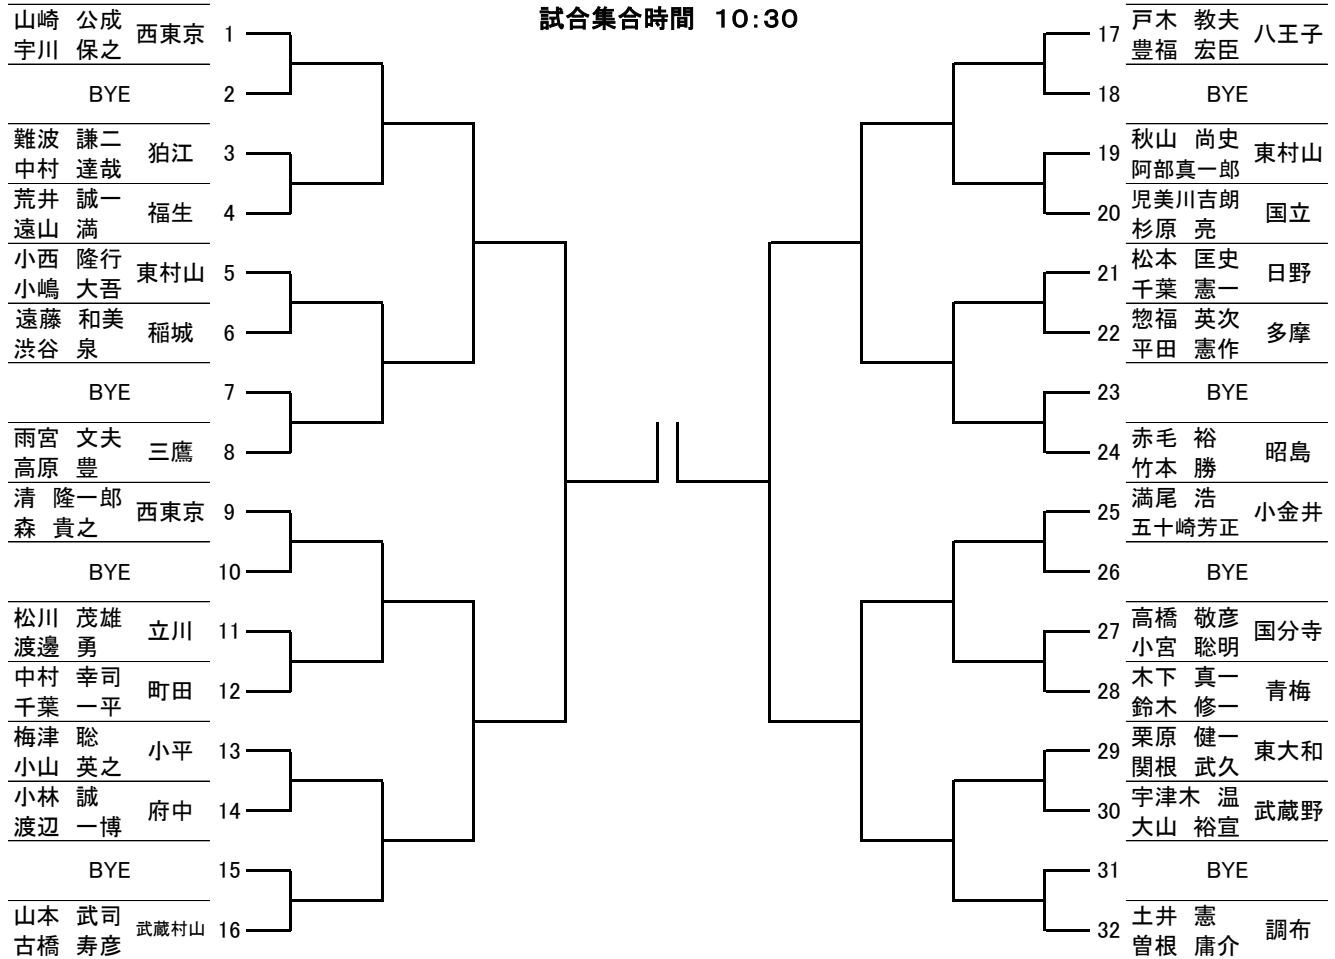 試合集合時間 10:30
山崎 公成 西東京 1
宇川 保之
BYE 2
難波 謙二 狛江 3
中村 達哉
荒井 誠一 福生 4
遠山 満
小西 隆行 東村山 5
小嶋 大吾
遠藤 和美 稲城 6
渋谷 泉
BYE 7
雨宮 文夫 三鷹 8
高原 豊
清 隆一郎 西東京 9
森 貴之
BYE 10
松川 茂雄 立川 11
渡邊 勇
中村 幸司 町田 12
千葉 一平
梅津 聡 小平 13
小山 英之
小林 誠 府中 14
渡辺 一博
BYE 15
山本 武司 武蔵村山 16
古橋 寿彦
17 戸木 教夫 八王子
豊福 宏臣
18 BYE
19 秋山 尚史 東村山
阿部真一郎
20 児美川吉朗 国立
杉原 亮
21 松本 匡史 日野
千葉 憲一
22 惣福 英次 多摩
平田 憲作
23 BYE
24 赤毛 裕 昭島
竹本 勝
25 満尾 浩 小金井
五十崎芳正
26 BYE
27 高橋 敬彦 国分寺
小宮 聡明
28 木下 真一 青梅
鈴木 修一
29 栗原 健一 東大和
関根 武久
30 宇津木 温 武蔵野
大山 裕宣
31 BYE
32 土井 憲 調布
曽根 庸介